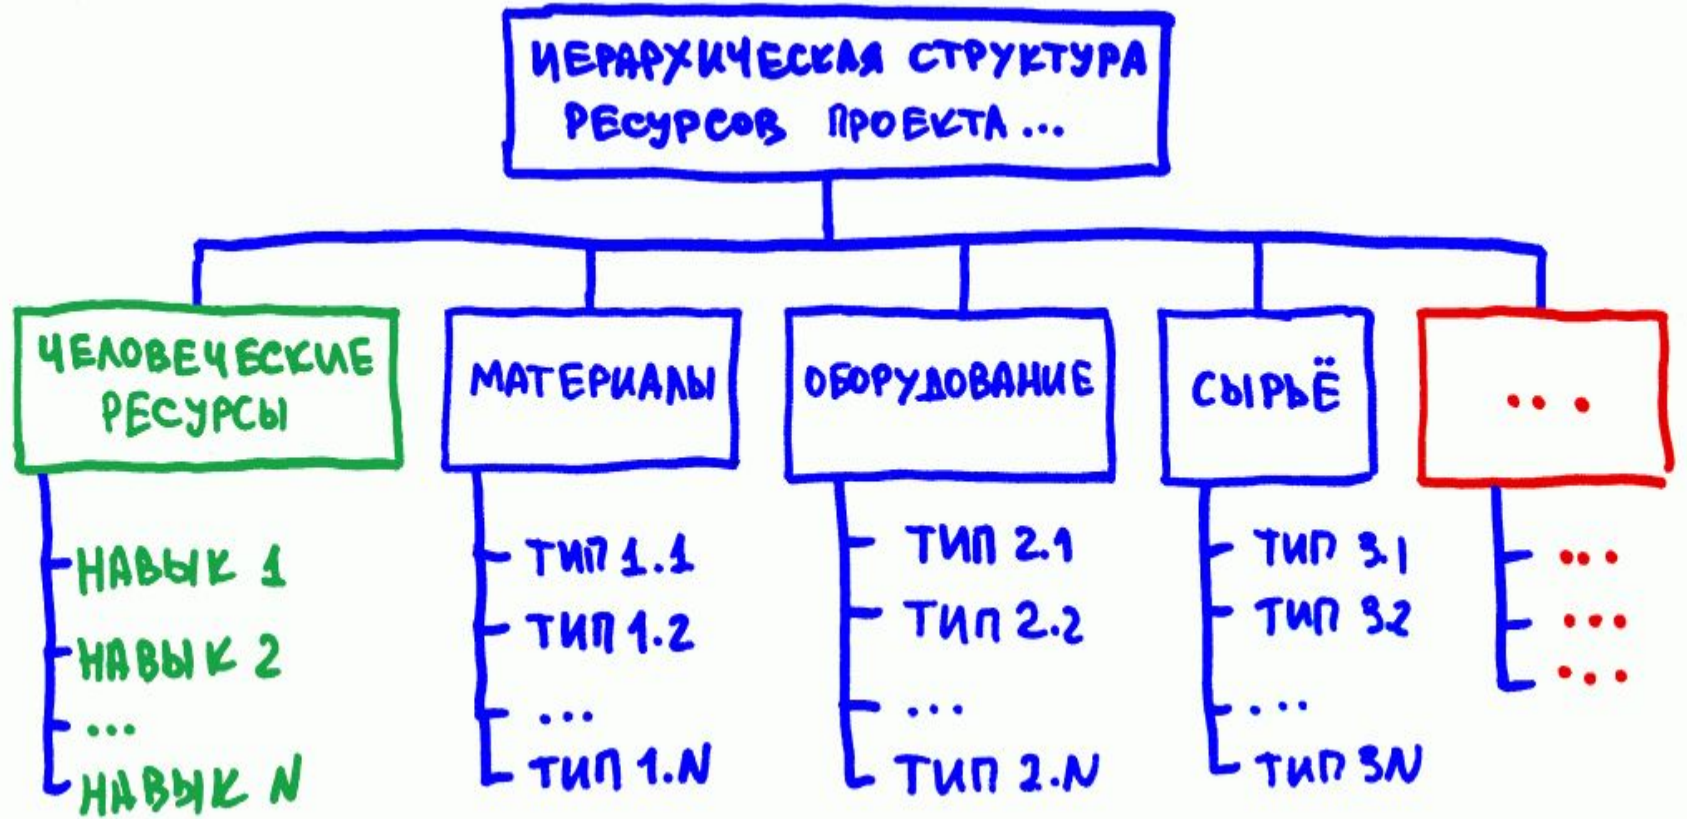 ИЕРАРХИЧЕСКАЯ СТРУКТУРА
РЕСУРСОВ ПРОЕКТА...
ЧЕЛОВЕЧЕСКИЕ
РЕСУРСЫ
НАВЫК 1
НАВЫК 2
...
НАВЫК N
МАТЕРИАЛЫ
ТИП 1.1
ТИП 1.2
...
ТИП 1.N
ОБОРУДОВАНИЕ
ТИП 2.1
ТИП 2.2
...
ТИП 2.N
СЫРЬЁ
ТИП 3.1
ТИП 3.2
...
ТИП 3N
...
...
...
...